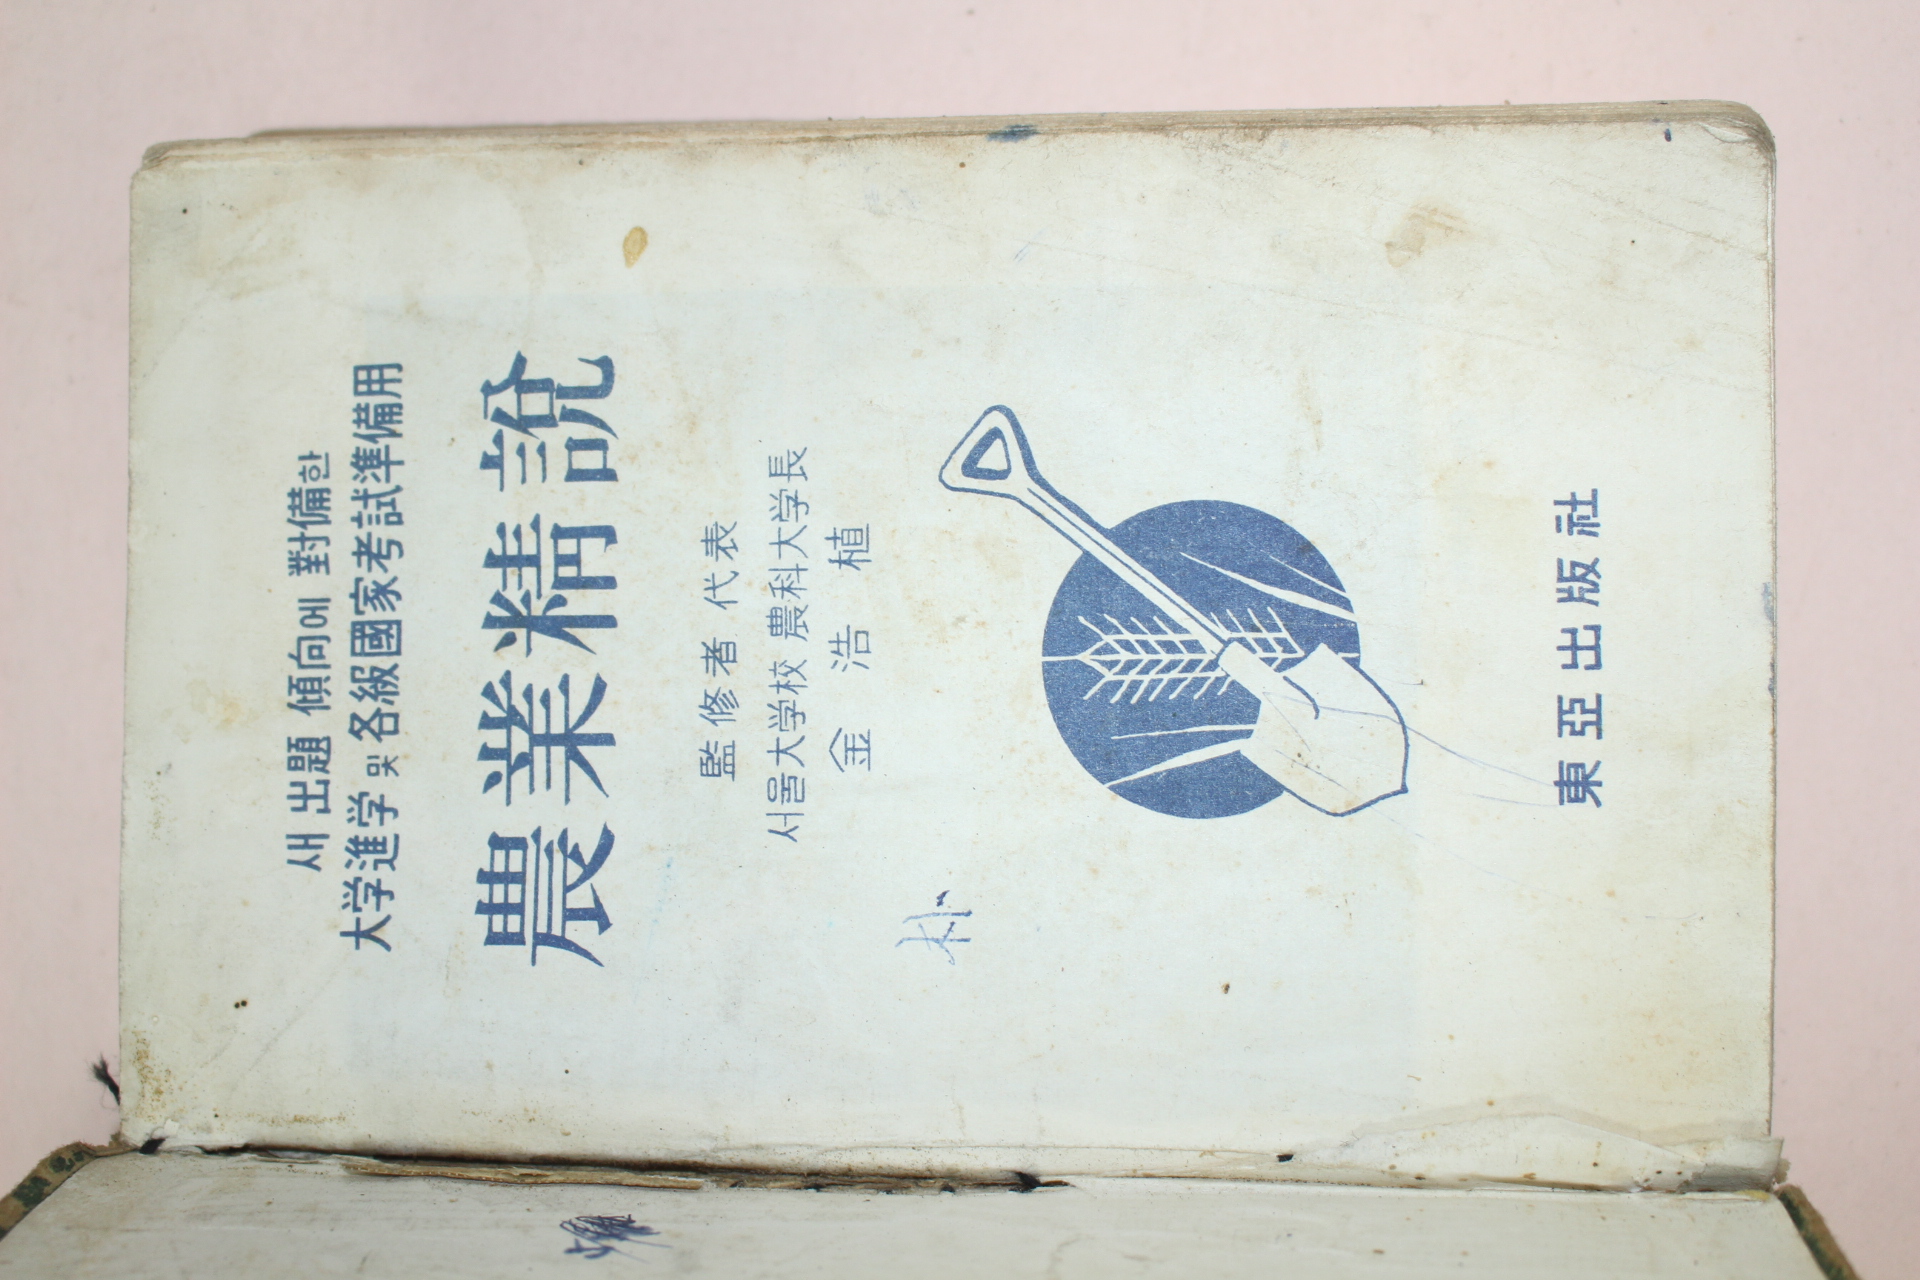 새 出題 傾向에 對備한
大学進学 및 各級國家考試準備用
農業精説
監修者 代表
서울大学校 農科大学長
金浩植
東亞出版社
朴